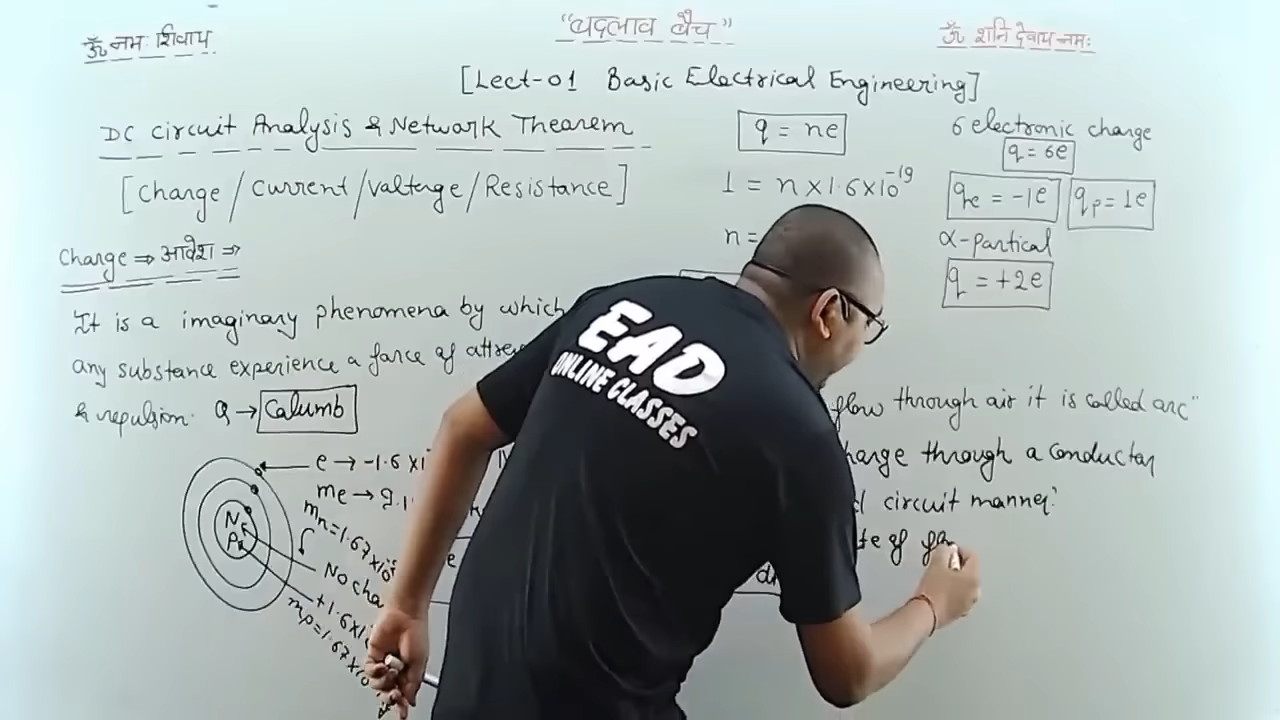 ॐ नमः शिवाय
"बदलाव बैच"
ॐ शनि देवाय नमः
[Lect-01 Basic Electrical Engineering]
DC Circuit Analysis & Network Theorem
[Charge / Current / Valtage / Resistance]
Charge ⇒ आवेश ⇒
It is a imaginary phenomena by which
any substance experience a force of
& repulsion. Q → Calumb
e → -1.6 ×1
me → 9.1
mn = 1.67 × 10
N
P
No cha
+1.6×1
mp = 1.67 × 10
q = ne
1 = n × 1.6 × 10⁻¹⁹
n =
6 electronic charge
q = 6e
qe = -1e
qp = 1e
α-partical
q = +2e
flow through air it is called arc"
harge through a conductor
circuit manner.
te of
EAD
ONLINE CLASSES